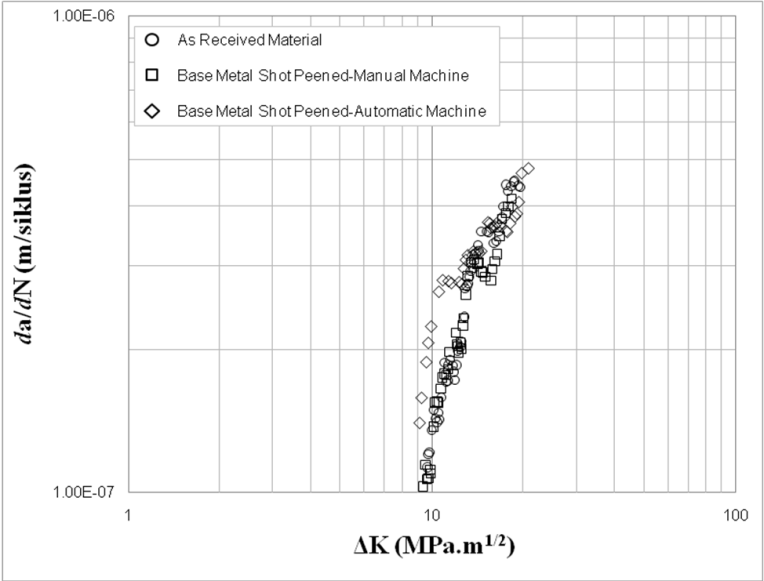 1.00E-06
As Received Material
Base Metal Shot Peened-Manual Machine
Base Metal Shot Peened-Automatic Machine
da/dN (m/siklus)
1.00E-07
1 10 100
ΔK (MPa.m^1/2)